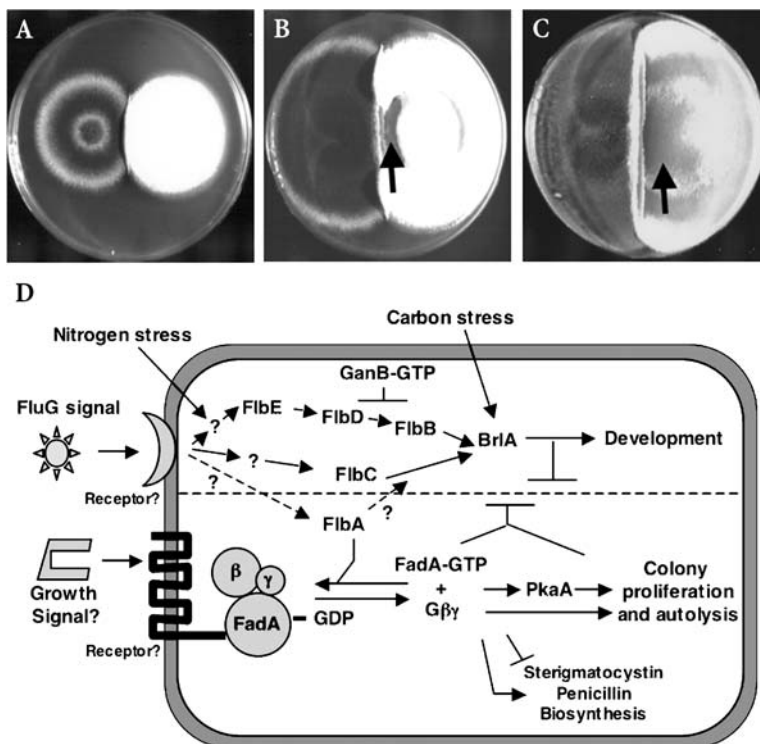 A
B
C
D
Nitrogen stress
Carbon stress
GanB-GTP
FluG signal
?
FlbE
FlbD
FlbB
BrlA
Development
?
FlbC
?
Receptor?
?
FlbA
Growth
Signal?
β
γ
FadA
GDP
FadA-GTP
+
Gβγ
PkaA
Colony
proliferation
and autolysis
Receptor?
Sterigmatocystin
Penicillin
Biosynthesis